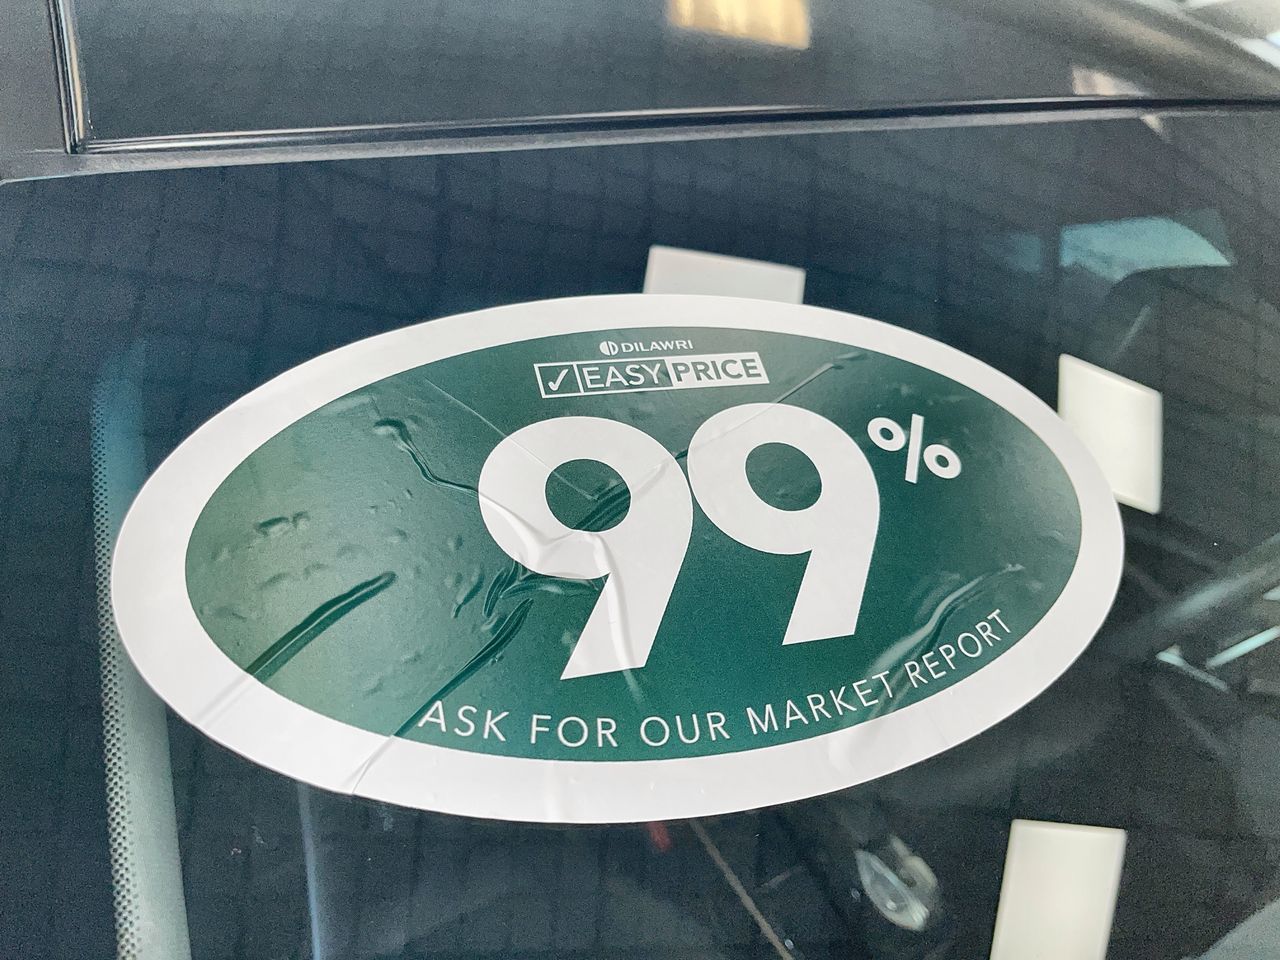 DILAWRI
✓ EASY PRICE
99%
ASK FOR OUR MARKET REPORT